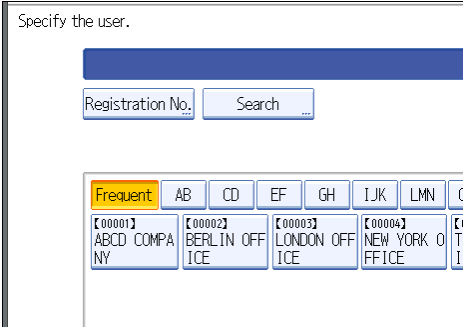 Specify the user.
Registration No.
Search
Frequent AB CD EF GH IJK LMN
【00001】 【00002】 【00003】 【00004】
ABCD COMPA BERLIN OFF LONDON OFF NEW YORK O
NY ICE ICE FFICE